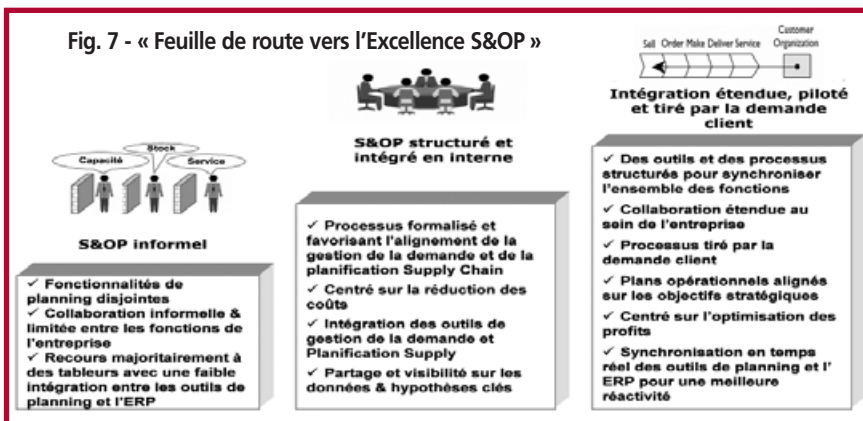 Fig. 7 - « Feuille de route vers l'Excellence S&OP »
Capacité
Stock
Service
S&OP informel
✓ Fonctionnalités de
planning disjointes
✓ Collaboration informelle &
limitée entre les fonctions de
l'entreprise
✓ Recours majoritairement à
des tableurs avec une faible
intégration entre les outils de
planning et l'ERP
S&OP structuré et
intégré en interne
✓ Processus formalisé et
favorisant l'alignement de la
gestion de la demande et de la
planification Supply Chain
✓ Centré sur la réduction des
coûts
✓ Intégration des outils de
gestion de la demande et
Planification Supply
✓ Partage et visibilité sur les
données & hypothèses clés
Sell Order Make Deliver Service
Customer
Organization
Intégration étendue, piloté
et tiré par la demande
client
✓ Des outils et des processus
structurés pour synchroniser
l'ensemble des fonctions
✓ Collaboration étendue au
sein de l'entreprise
✓ Processus tiré par la
demande client
✓ Plans opérationnels alignés
sur les objectifs stratégiques
✓ Centré sur l'optimisation des
profits
✓ Synchronisation en temps
réel des outils de planning et l'
ERP pour une meilleure
réactivité